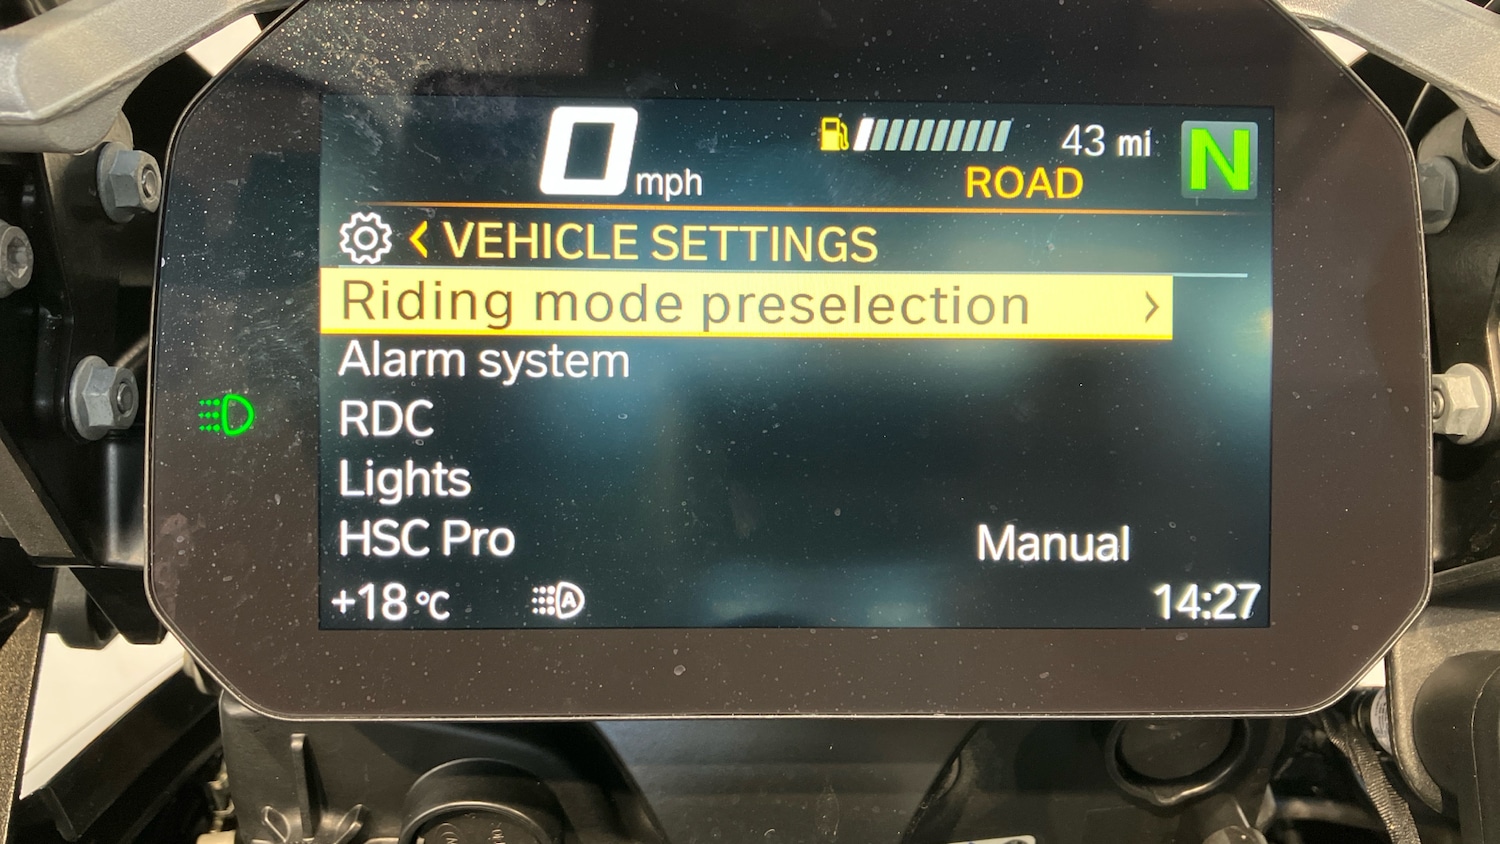 0 mph
43 mi
N
ROAD
VEHICLE SETTINGS
Riding mode preselection
Alarm system
RDC
Lights
HSC Pro Manual
+18 °C A 14:27